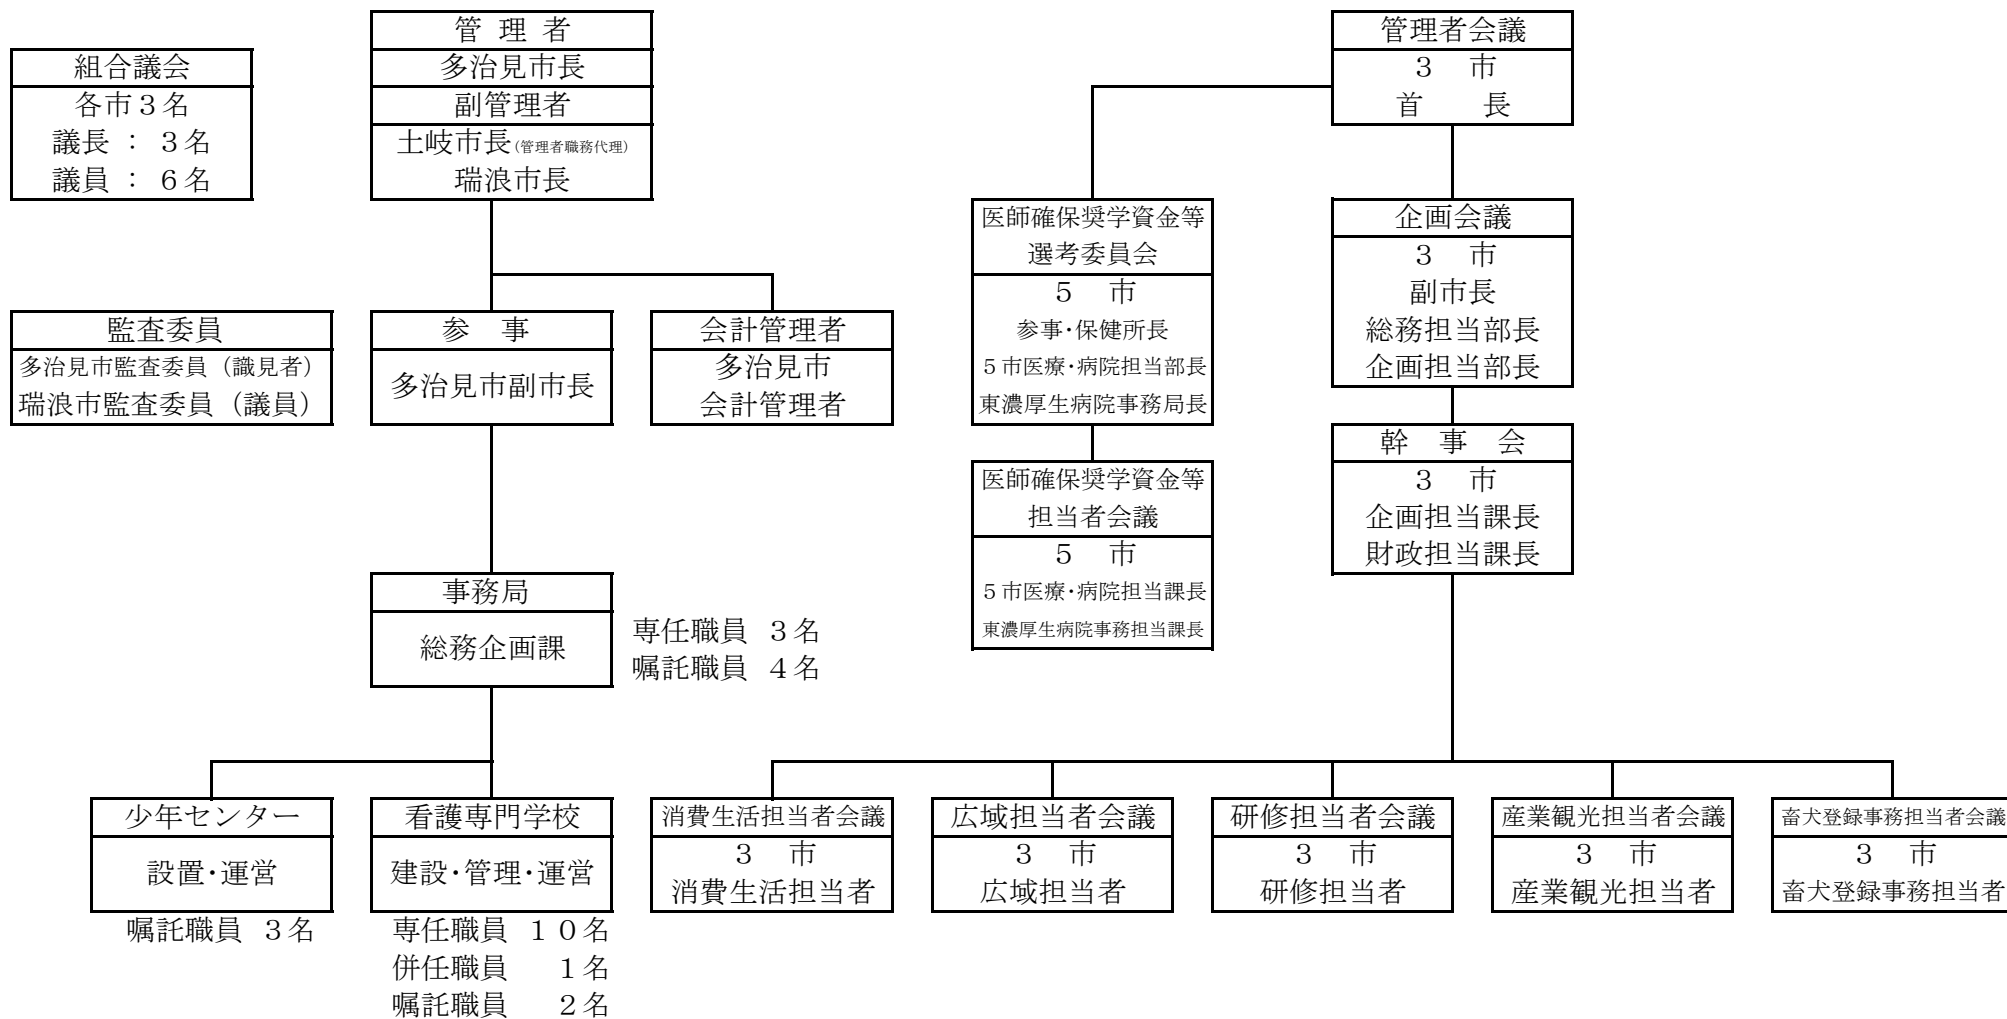 組合議会
各市３名
議長 ： ３名
議員 ： ６名
管 理 者
多治見市長
副管理者
土岐市長(管理者職務代理)
瑞浪市長
監査委員
多治見市監査委員（識見者）
瑞浪市監査委員（議員）
参　事
多治見市副市長
会計管理者
多治見市
会計管理者
事務局
総務企画課
専任職員 ３名
嘱託職員 ４名
少年センター
設置・運営
嘱託職員 ３名
看護専門学校
建設・管理・運営
専任職員 １０名
併任職員　１名
嘱託職員　２名
管理者会議
３　市
首　　長
医師確保奨学資金等
選考委員会
５　市
参事・保健所長
５市医療・病院担当部長
東濃厚生病院事務局長
医師確保奨学資金等
担当者会議
５　市
５市医療・病院担当課長
東濃厚生病院事務担当課長
企画会議
３　市
副市長
総務担当部長
企画担当部長
幹　事　会
３　市
企画担当課長
財政担当課長
消費生活担当者会議
３　市
消費生活担当者
広域担当者会議
３　市
広域担当者
研修担当者会議
３　市
研修担当者
産業観光担当者会議
３　市
産業観光担当者
畜犬登録事務担当者会議
３　市
畜犬登録事務担当者